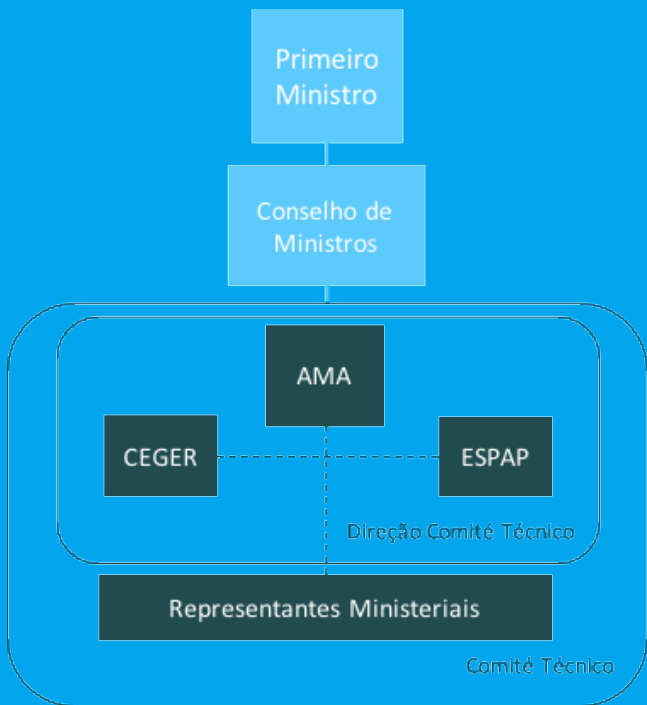 Primeiro
Ministro
Conselho de
Ministros
AMA
CEGER
ESPAP
Direção Comité Técnico
Representantes Ministeriais
Comité Técnico